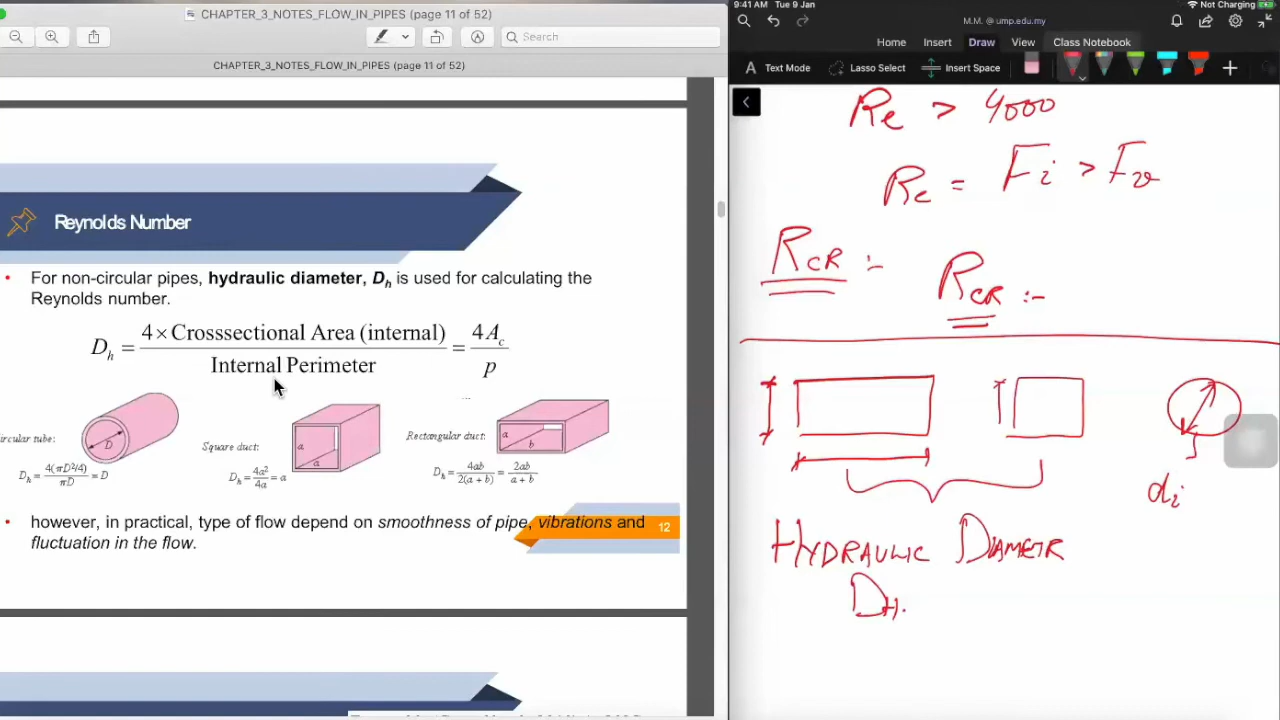 CHAPTER_3_NOTES_FLOW_IN_PIPES (page 11 of 52)
Search
CHAPTER_3_NOTES_FLOW_IN_PIPES (page 11 of 52)
Reynolds Number
• For non-circular pipes, hydraulic diameter, Dh is used for calculating the
Reynolds number.
Dh = 4 × Crosssectional Area (internal) / Internal Perimeter = 4 Ac / p
ircular tube:
D
Dh = 4(πD²/4) / πD = D
Square duct:
a
a
Dh = 4a² / 4a = a
Rectangular duct:
a
b
Dh = 4ab / 2(a + b) = 2ab / a + b
• however, in practical, type of flow depend on smoothness of pipe, vibrations and
fluctuation in the flow.
12
9:41 AM Tue 9 Jan
Not Charging
M.M. @ ump.edu.my
Home Insert Draw View Class Notebook
A Text Mode Lasso Select Insert Space
Re > 4000
Re = Fi > Fv
RCR :- RCR :-
di
HYDRAULIC DIAMETR
DH.